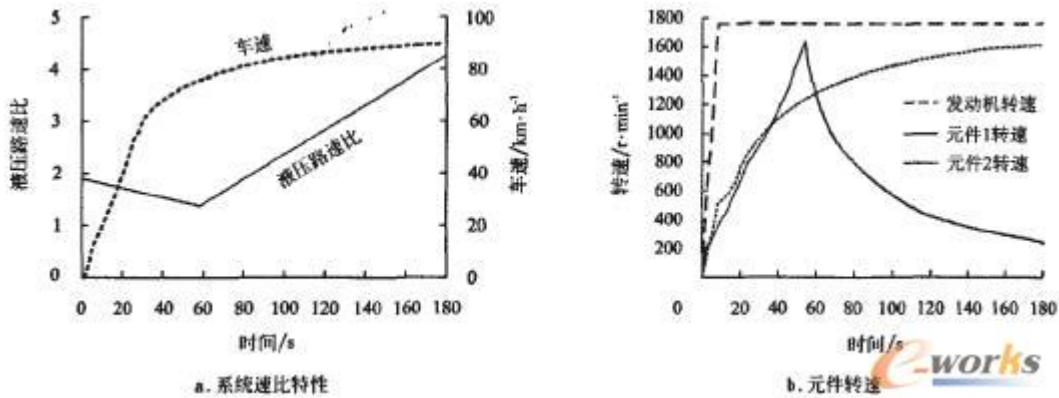 5
4
3
2
1
0
液压路速比
车速
液压路速比
100
80
60
40
20
0
车速/km·h⁻¹
0 20 40 60 80 100 120 140 160 180
时间/s
a.系统速比特性
1800
1600
1400
1200
1000
800
600
400
200
转速/r·min⁻¹
发动机转速
元件1转速
元件2转速
0 20 40 60 80 100 120 140 160 180
时间/s
b.元件转速
e-works